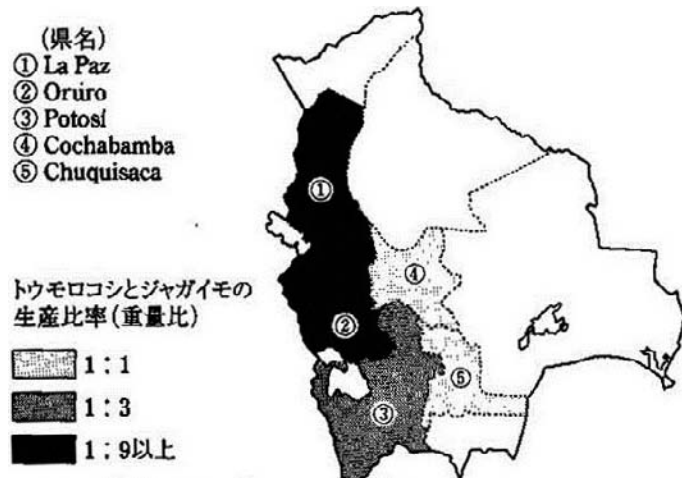 (県名)
① La Paz
② Oruro
③ Potosí
④ Cochabamba
⑤ Chuquisaca
トウモロコシとジャガイモの
生産比率(重量比)
1:1
1:3
1:9以上
①
②
③
④
⑤